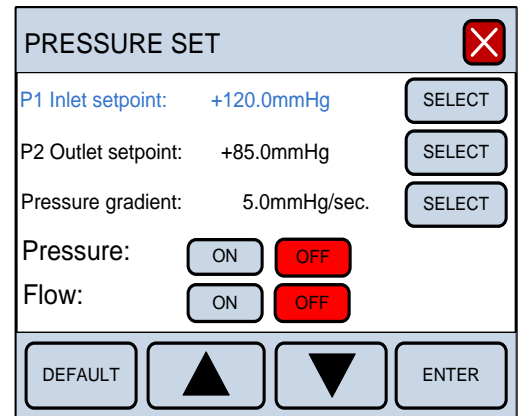 PRESSURE SET
P1 Inlet setpoint: +120.0mmHg SELECT
P2 Outlet setpoint: +85.0mmHg SELECT
Pressure gradient: 5.0mmHg/sec. SELECT
Pressure: ON OFF
Flow: ON OFF
DEFAULT ENTER